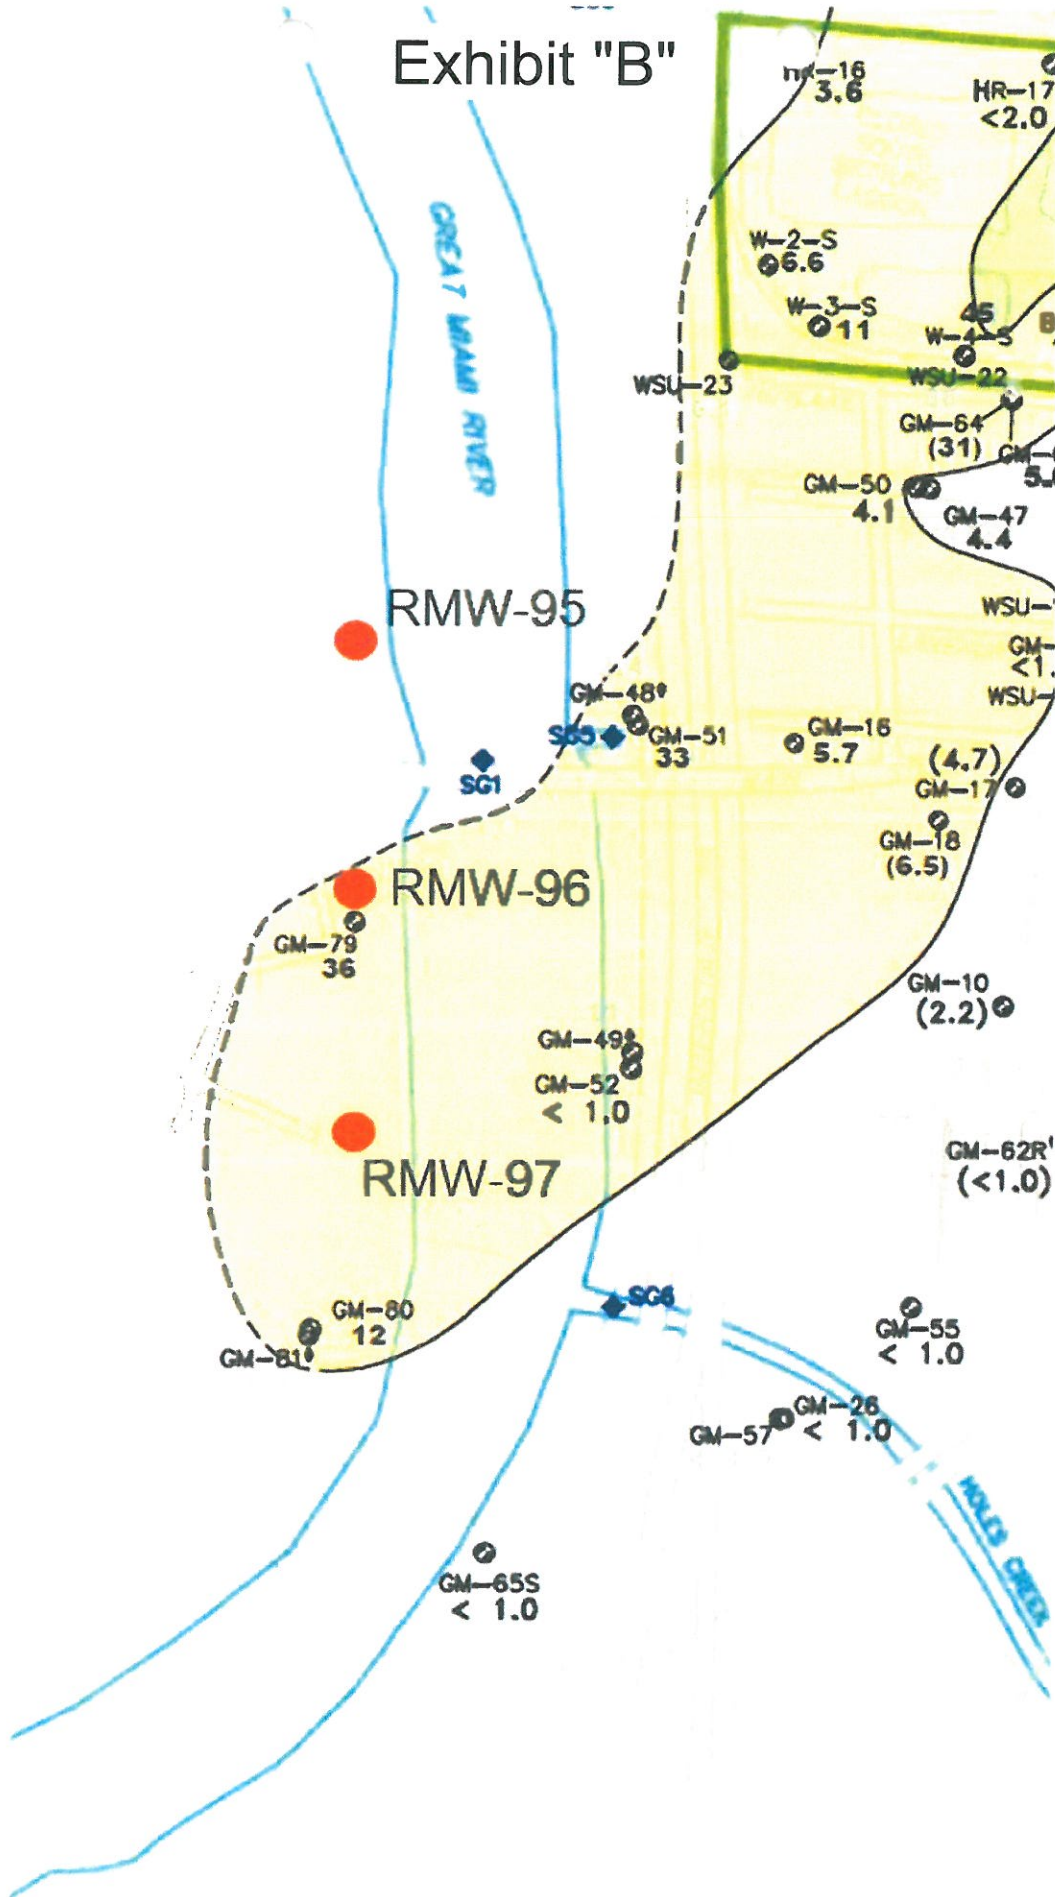 Exhibit "B"
3.6
HR-17
<2.0
GREAT MIAMI RIVER
W-2-S
6.6
W-3-S
11
45
W-4-S
WSU-23
WSU-22
GM-64
(31)
GM-50
4.1
GM-47
4.4
RMW-95
GM-48
SG5
GM-51
33
GM-16
5.7
SG1
(4.7)
GM-17
GM-18
(6.5)
RMW-96
GM-79
36
GM-10
(2.2)
GM-49
GM-52
< 1.0
RMW-97
GM-62R
(<1.0)
SG6
GM-80
12
GM-81
GM-55
< 1.0
GM-26
GM-57
< 1.0
HOLES CREEK
GM-65S
< 1.0